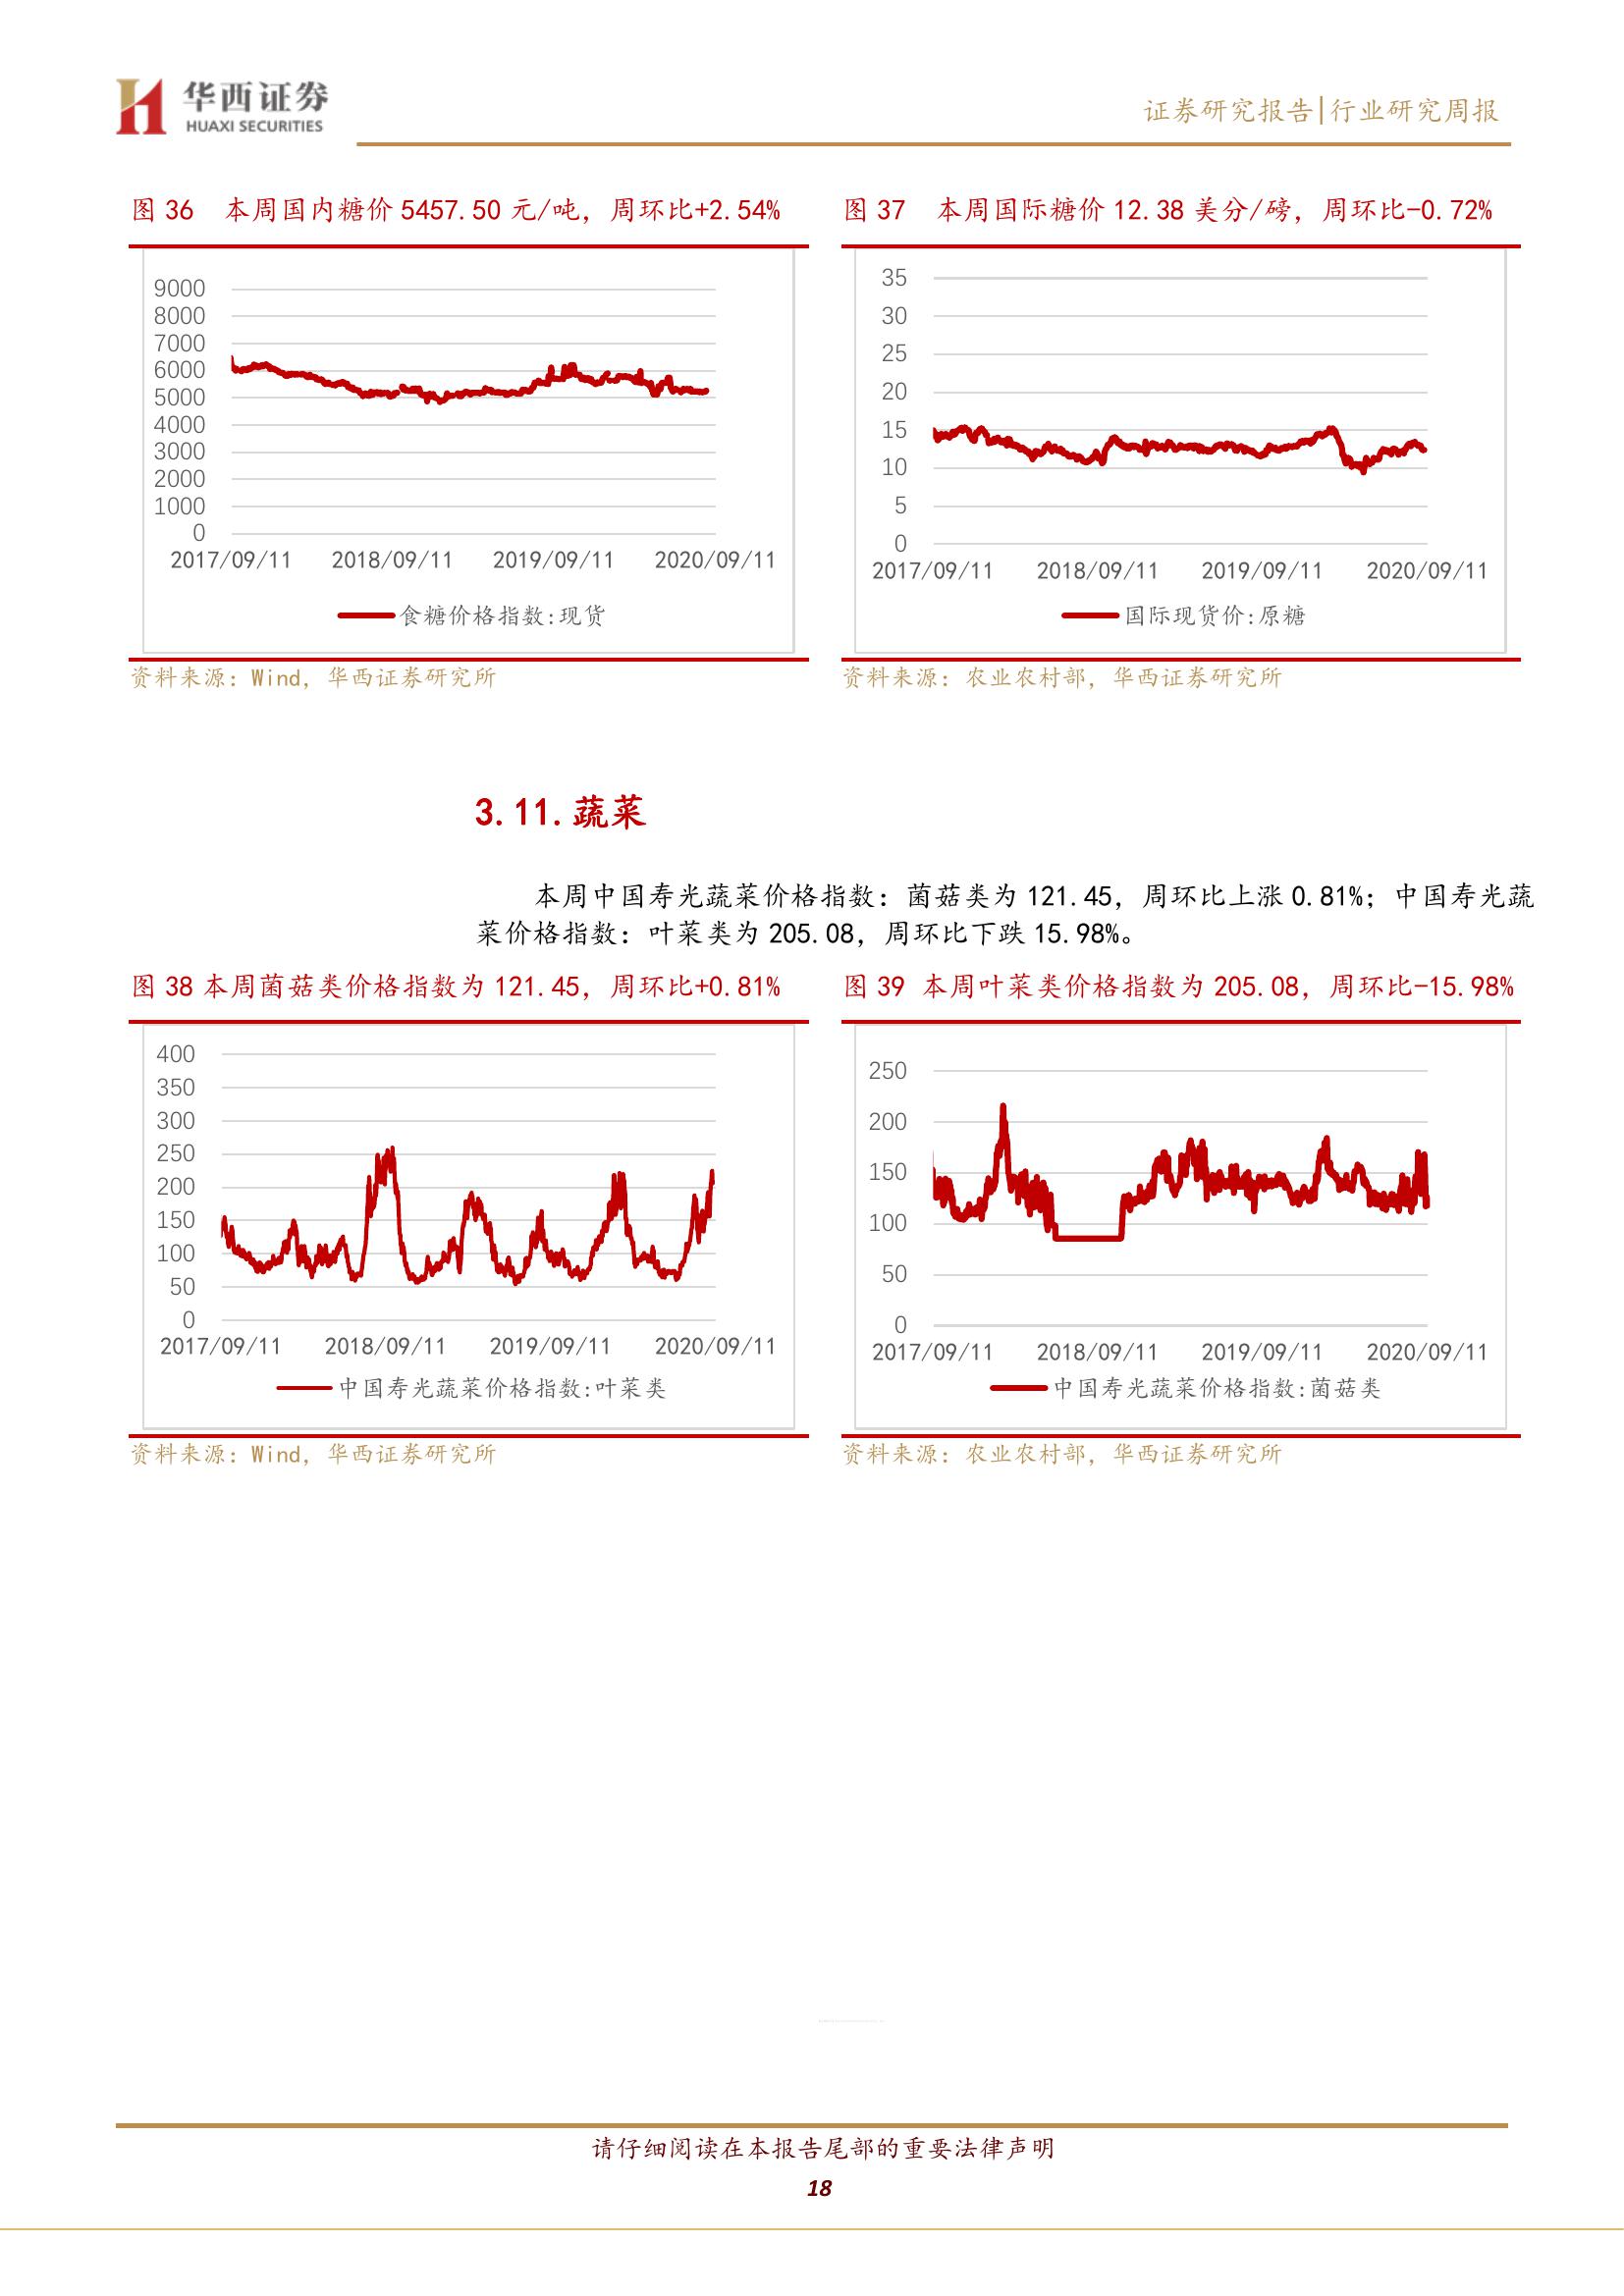 华西证券
HUAXI SECURITIES
证券研究报告|行业研究周报
图 36 本周国内糖价 5457.50 元/吨，周环比+2.54%
9000
8000
7000
6000
5000
4000
3000
2000
1000
0
2017/09/11 2018/09/11 2019/09/11 2020/09/11
食糖价格指数:现货
资料来源：Wind，华西证券研究所
图 37 本周国际糖价 12.38 美分/磅，周环比-0.72%
35
30
25
20
15
10
5
0
2017/09/11 2018/09/11 2019/09/11 2020/09/11
国际现货价:原糖
资料来源：农业农村部，华西证券研究所
3.11.蔬菜
本周中国寿光蔬菜价格指数：菌菇类为 121.45，周环比上涨 0.81%；中国寿光蔬
菜价格指数：叶菜类为 205.08，周环比下跌 15.98%。
图 38 本周菌菇类价格指数为 121.45，周环比+0.81%
400
350
300
250
200
150
100
50
0
2017/09/11 2018/09/11 2019/09/11 2020/09/11
中国寿光蔬菜价格指数:叶菜类
资料来源：Wind，华西证券研究所
图 39 本周叶菜类价格指数为 205.08，周环比-15.98%
250
200
150
100
50
0
2017/09/11 2018/09/11 2019/09/11 2020/09/11
中国寿光蔬菜价格指数:菌菇类
资料来源：农业农村部，华西证券研究所
请仔细阅读在本报告尾部的重要法律声明
18